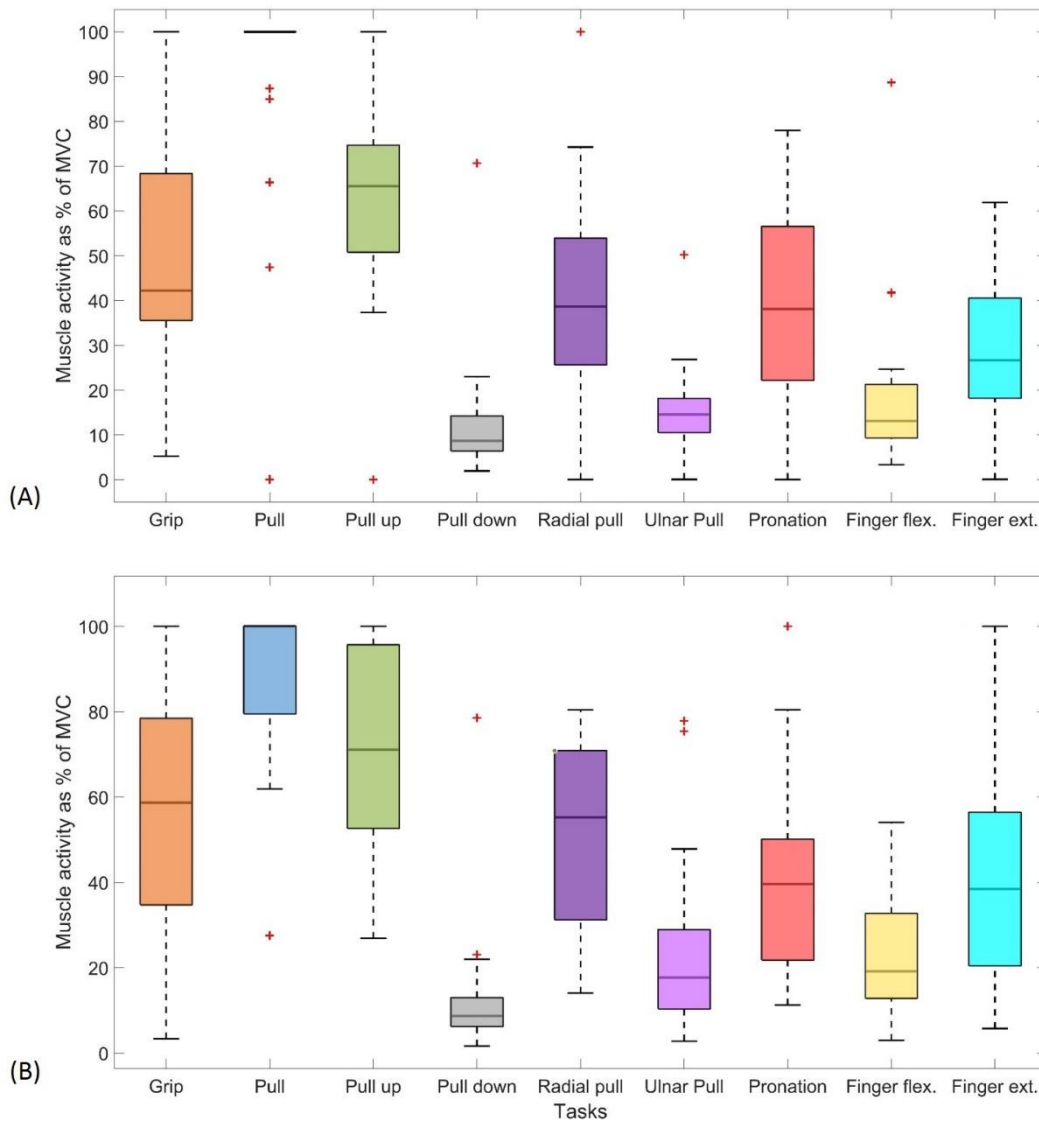 100
90
80
70
60
50
40
30
20
10
0
Muscle activity as % of MVC
(A)
Grip Pull Pull up Pull down Radial pull Ulnar Pull Pronation Finger flex. Finger ext.
100
80
60
40
20
0
Muscle activity as % of MVC
(B)
Grip Pull Pull up Pull down Radial pull Ulnar Pull Pronation Finger flex. Finger ext.
Tasks